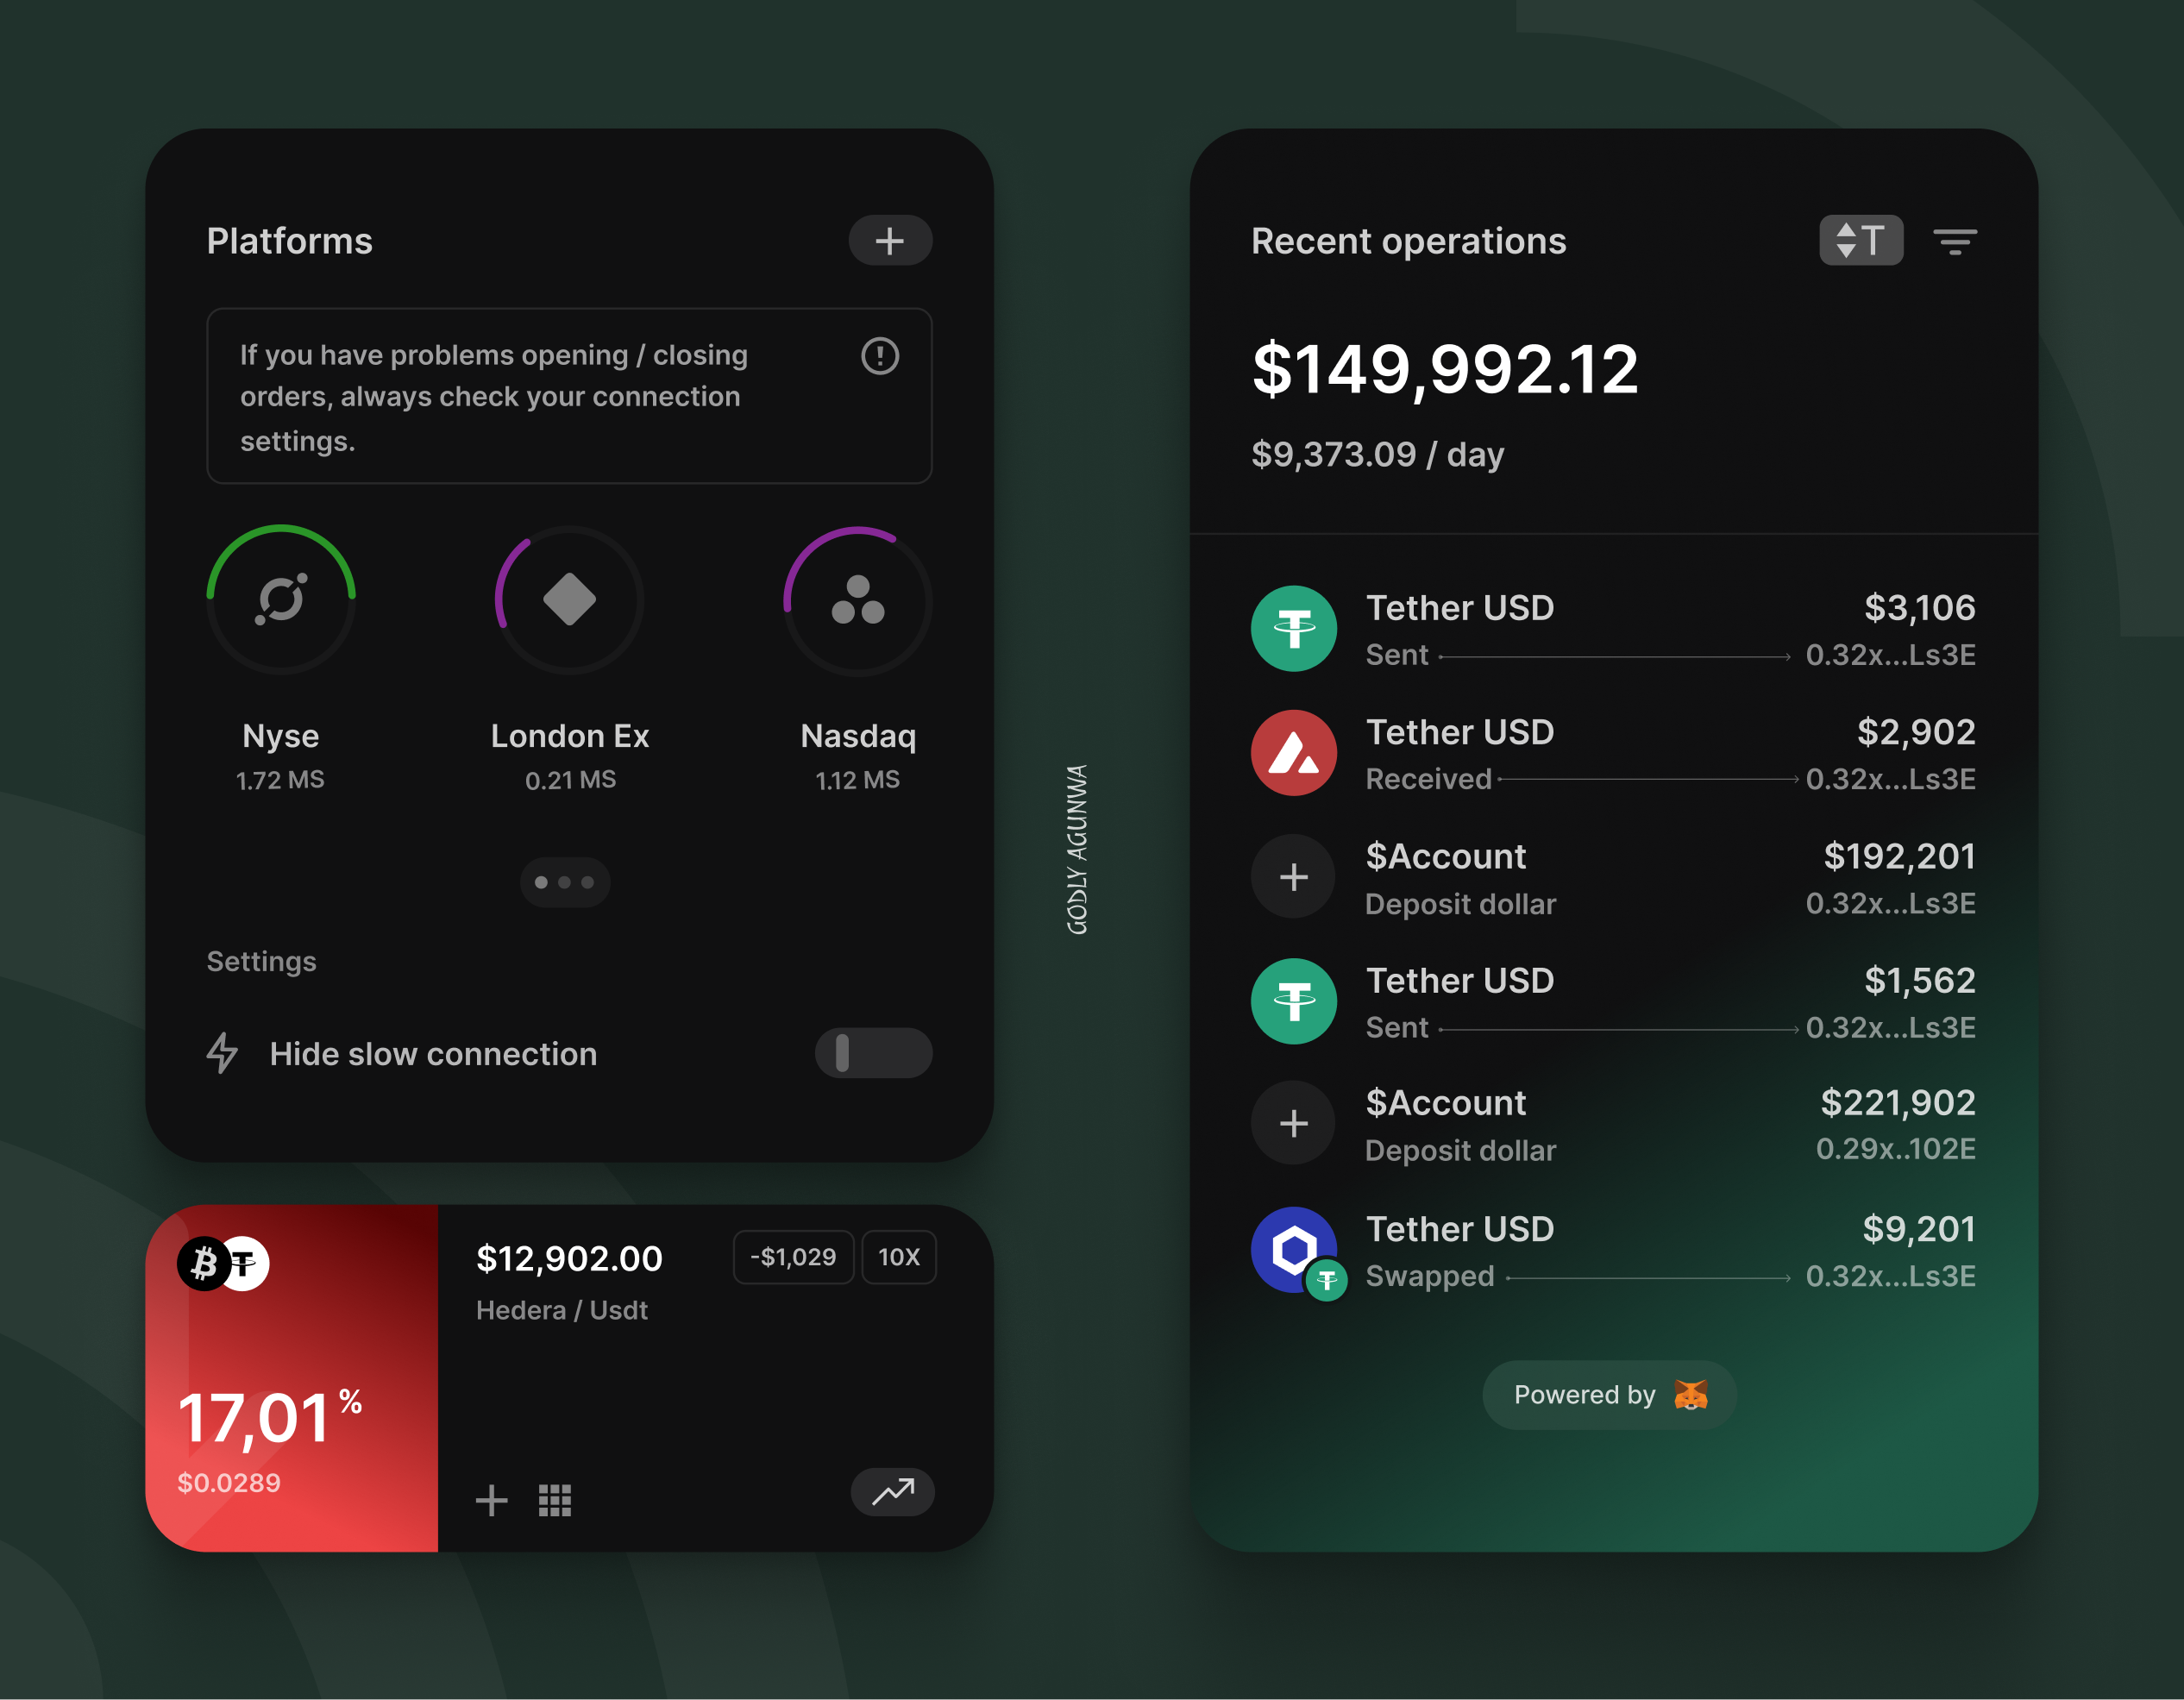 Platforms
If you have problems opening / closing
orders, always check your connection
settings.
Nyse
London Ex
Nasdaq
1.72 MS
0.21 MS
1.12 MS
Settings
Hide slow connection
17,01%
$0.0289
$12,902.00
-$1,029
10X
Hedera / Usdt
GODLY AGUNWA
Recent operations
T
$149,992.12
$9,373.09 / day
Tether USD
$3,106
Sent
0.32x...Ls3E
Tether USD
$2,902
Received
0.32x...Ls3E
$Account
$192,201
Deposit dollar
0.32x...Ls3E
Tether USD
$1,562
Sent
0.32x...Ls3E
$Account
$221,902
Deposit dollar
0.29x..102E
Tether USD
$9,201
Swapped
0.32x...Ls3E
Powered by